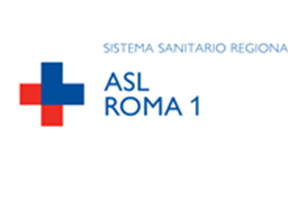 SISTEMA SANITARIO REGIONA
ASL
ROMA 1